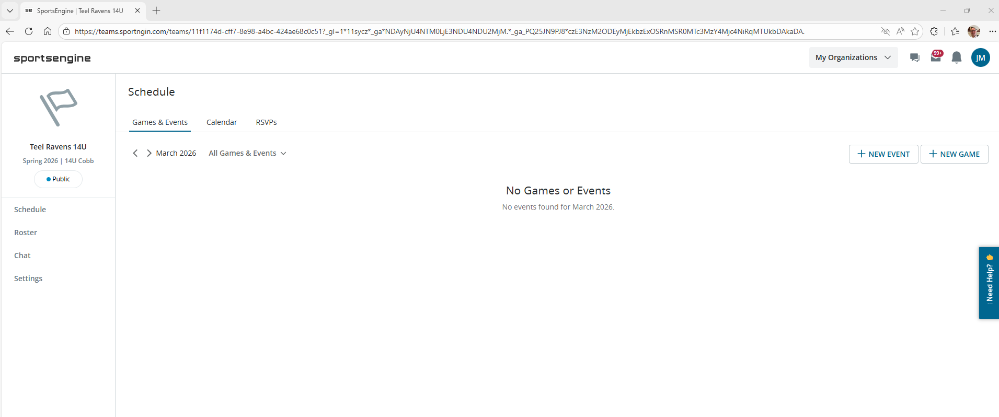 se SportsEngine | Teel Ravens 14U
https://teams.sportngin.com/teams/11f1174d-cff7-8e98-a4bc-424ae68c0c51?_gl=1*11sycz*_ga*NDAyNjU4NTM0LjE3NDU4NDU2MjM.*_ga_PQ25JN9PJ8*czE3NzM2ODEyMjEkbzExOSRnMSR0MTc3MzY4Mjc4NiRqMTUkbDAkaDA.
sportsengine
My Organizations
99+
JM
Teel Ravens 14U
Spring 2026 | 14U Cobb
Public
Schedule
Roster
Chat
Settings
Schedule
Games & Events Calendar RSVPs
March 2026 All Games & Events
NEW EVENT NEW GAME
No Games or Events
No events found for March 2026.
Need Help?